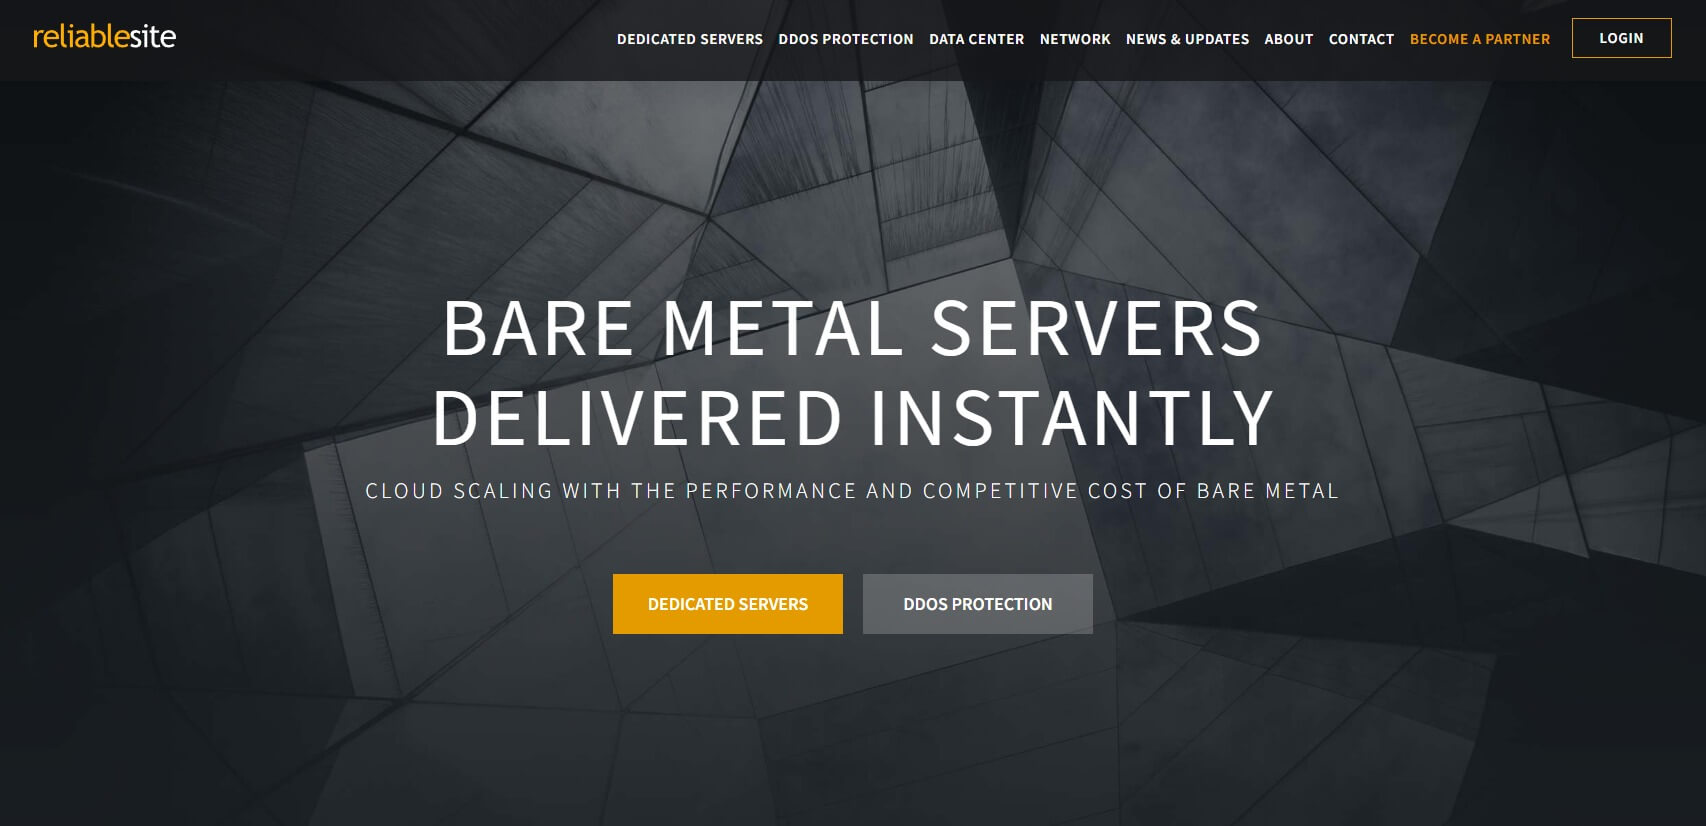 reliablesite
DEDICATED SERVERS DDOS PROTECTION DATA CENTER NETWORK NEWS & UPDATES ABOUT CONTACT BECOME A PARTNER LOGIN
BARE METAL SERVERS
DELIVERED INSTANTLY
CLOUD SCALING WITH THE PERFORMANCE AND COMPETITIVE COST OF BARE METAL
DEDICATED SERVERS DDOS PROTECTION